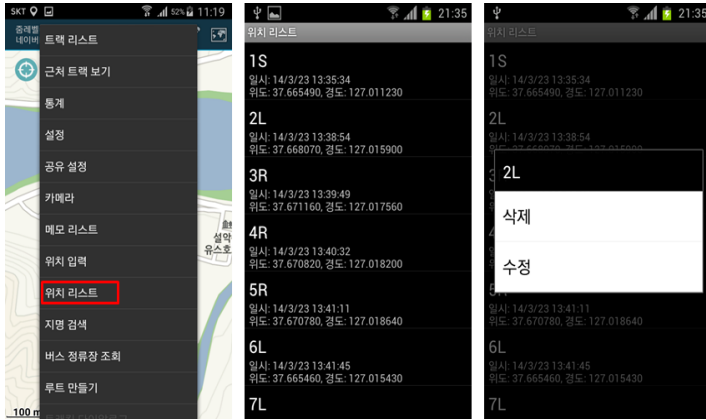 SKT 52% 11:19
줌레벨
네이버
트랙 리스트
근처 트랙 보기
통계
설정
공유 설정
카메라
메모 리스트
설악
위치 입력
유스호
위치 리스트
지명 검색
버스 정류장 조회
루트 만들기
100 m
21:35
위치 리스트
1S
일시: 14/3/23 13:35:34
위도: 37.665490, 경도: 127.011230
2L
일시: 14/3/23 13:38:54
위도: 37.668070, 경도: 127.015900
3R
일시: 14/3/23 13:39:49
위도: 37.671160, 경도: 127.017560
4R
일시: 14/3/23 13:40:32
위도: 37.670820, 경도: 127.018200
5R
일시: 14/3/23 13:41:11
위도: 37.670780, 경도: 127.018640
6L
일시: 14/3/23 13:41:45
위도: 37.665460, 경도: 127.015430
7L
21:35
위치 리스트
1S
일시: 14/3/23 13:35:34
위도: 37.665490, 경도: 127.011230
2L
일시: 14/3/23 13:38:54
2L
삭제
수정
일시: 14/3/23 13:41:11
위도: 37.670780, 경도: 127.018640
6L
일시: 14/3/23 13:41:45
위도: 37.665460, 경도: 127.015430
7L